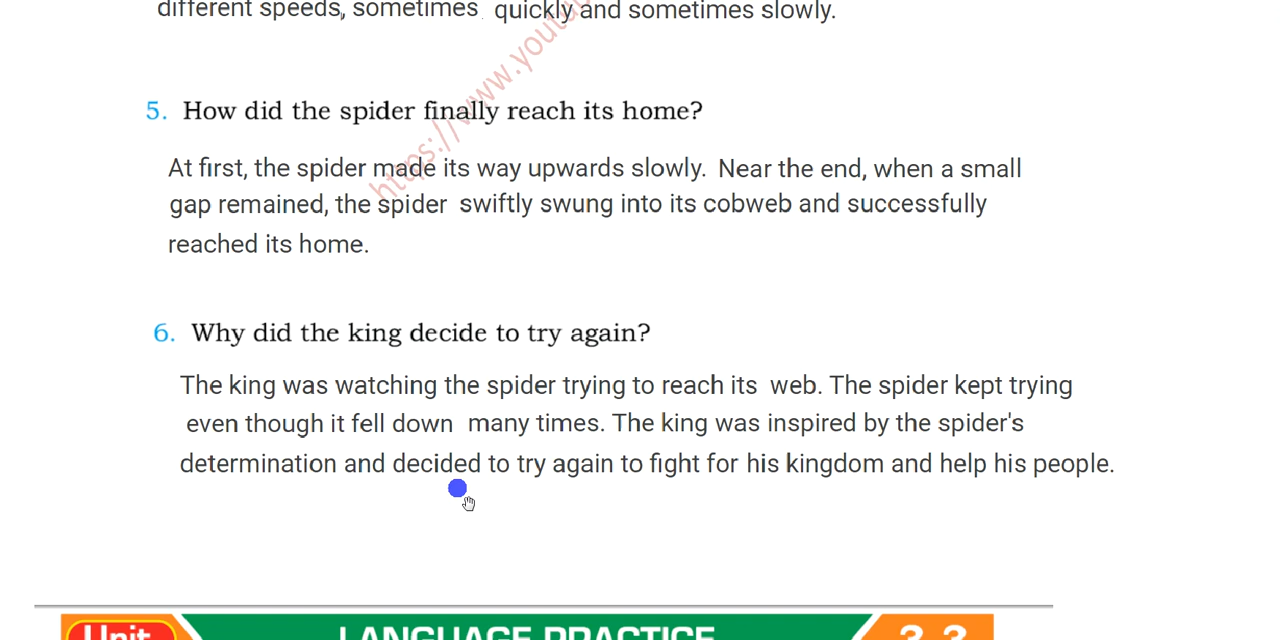 different speeds, sometimes quickly and sometimes slowly.
https://www.youtu
5. How did the spider finally reach its home?
At first, the spider made its way upwards slowly. Near the end, when a small
gap remained, the spider swiftly swung into its cobweb and successfully
reached its home.
6. Why did the king decide to try again?
The king was watching the spider trying to reach its web. The spider kept trying
even though it fell down many times. The king was inspired by the spider's
determination and decided to try again to fight for his kingdom and help his people.
Unit LANGUAGE PRACTICE